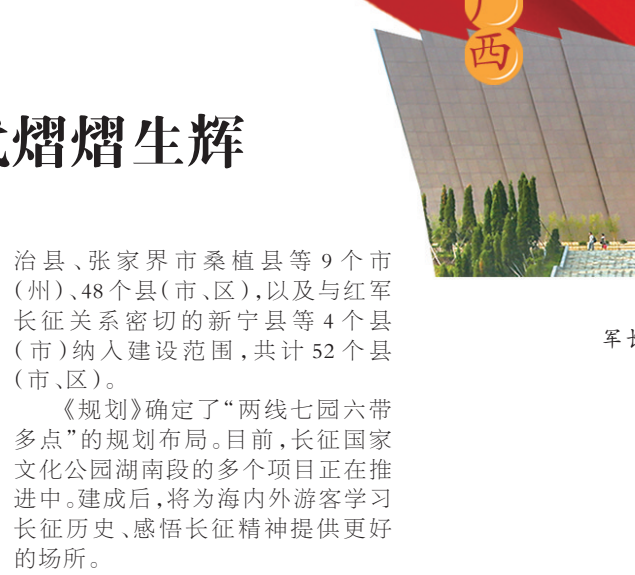 西
熠熠生辉
治县、张家界市桑植县等9个市
(州)、48个县(市、区),以及与红军
长征关系密切的新宁县等4个县
(市)纳入建设范围,共计52个县
(市、区)。
《规划》确定了“两线七园六带
多点”的规划布局。目前,长征国家
文化公园湖南段的多个项目正在推
进中。建成后,将为海内外游客学习
长征历史、感悟长征精神提供更好
的场所。
军